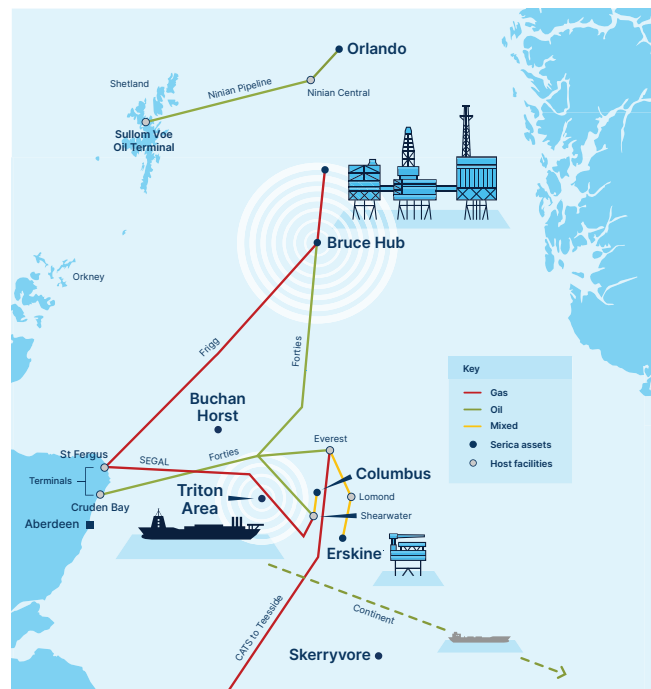 Orlando
Ninian Pipeline
Shetland
Ninian Central
Sullom Voe
Oil Terminal
Bruce Hub
Orkney
Frigg
Forties
Key
Gas
Oil
Mixed
Serica assets
Host facilities
Buchan
Horst
Everest
St Fergus
SEGAL
Forties
Terminals
Columbus
Triton
Area
Lomond
Cruden Bay
Shearwater
Aberdeen
Erskine
Continent
CATS to Teesside
Skerryvore